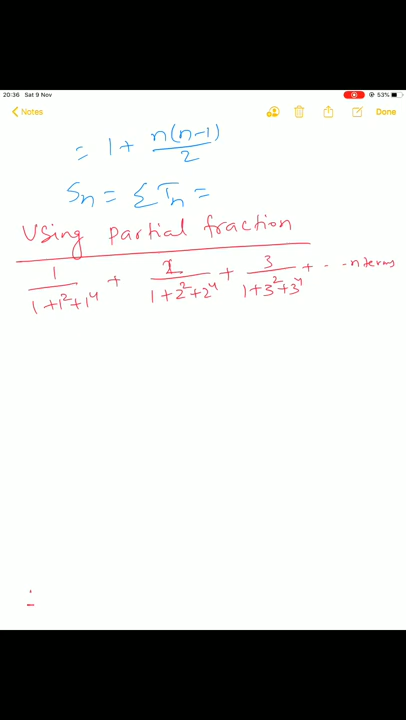 20:36 Sat 9 Nov 53%
Notes Done
= 1 + n(n-1)/2
Sn = ΣTn =
Using partial fraction
1/(1+1²+1⁴) + 2/(1+2²+2⁴) + 3/(1+3²+3⁴) + - - n terms